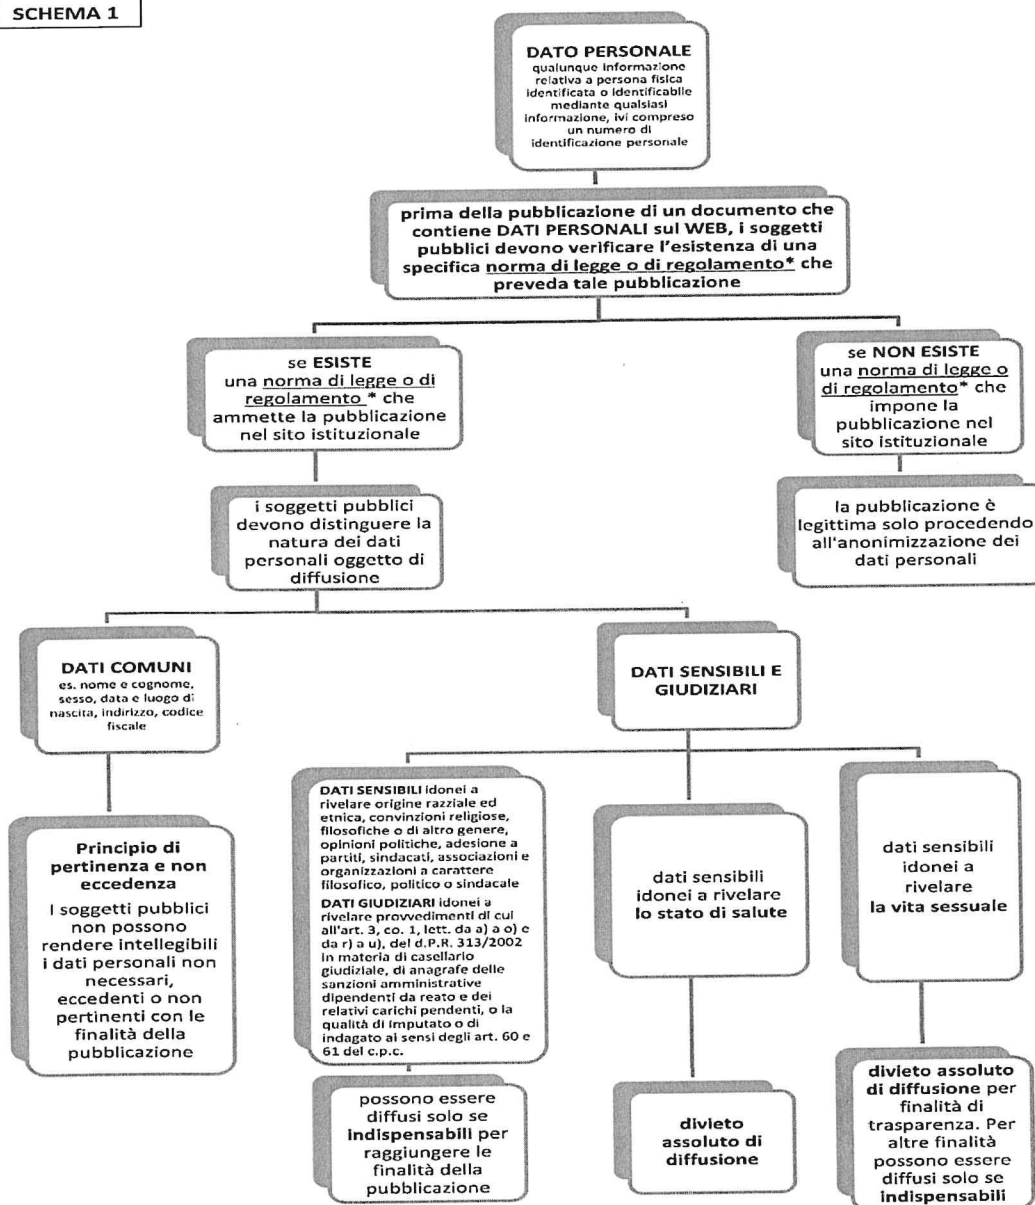 SCHEMA 1
DATO PERSONALE
qualunque informazione
relativa a persona fisica
identificata o identificabile
mediante qualsiasi
informazione, ivi compreso
un numero di
identificazione personale
prima della pubblicazione di un documento che
contiene DATI PERSONALI sul WEB, i soggetti
pubblici devono verificare l'esistenza di una
specifica norma di legge o di regolamento* che
preveda tale pubblicazione
se ESISTE
una norma di legge o di
regolamento * che
ammette la pubblicazione
nel sito istituzionale
se NON ESISTE
una norma di legge o
di regolamento* che
impone la
pubblicazione nel
sito istituzionale
i soggetti pubblici
devono distinguere la
natura dei dati
personali oggetto di
diffusione
la pubblicazione è
legittima solo procedendo
all'anonimizzazione dei
dati personali
DATI COMUNI
es. nome e cognome,
sesso, data e luogo di
nascita, indirizzo, codice
fiscale
DATI SENSIBILI E
GIUDIZIARI
Principio di
pertinenza e non
eccedenza
I soggetti pubblici
non possono
rendere intellegibili
i dati personali non
necessari,
eccedenti o non
pertinenti con le
finalità della
pubblicazione
DATI SENSIBILI idonei a
rivelare origine razziale ed
etnica, convinzioni religiose,
filosofiche o di altro genere,
opinioni politiche, adesione a
partiti, sindacati, associazioni e
organizzazioni a carattere
filosofico, politico o sindacale
DATI GIUDIZIARI idonei a
rivelare provvedimenti di cui
all'art. 3, co. 1, lett. da a) a o) e
da r) a u), del d.P.R. 313/2002
in materia di casellario
giudiziale, di anagrafe delle
sanzioni amministrative
dipendenti da reato e dei
relativi carichi pendenti, o la
qualità di imputato o di
indagato ai sensi degli art. 60 e
61 del c.p.c.
possono essere
diffusi solo se
indispensabili per
raggiungere le
finalità della
pubblicazione
dati sensibili
idonei a rivelare
lo stato di salute
divieto
assoluto di
diffusione
dati sensibili
idonei a
rivelare
la vita sessuale
divieto assoluto
di diffusione per
finalità di
trasparenza. Per
altre finalità
possono essere
diffusi solo se
indispensabili